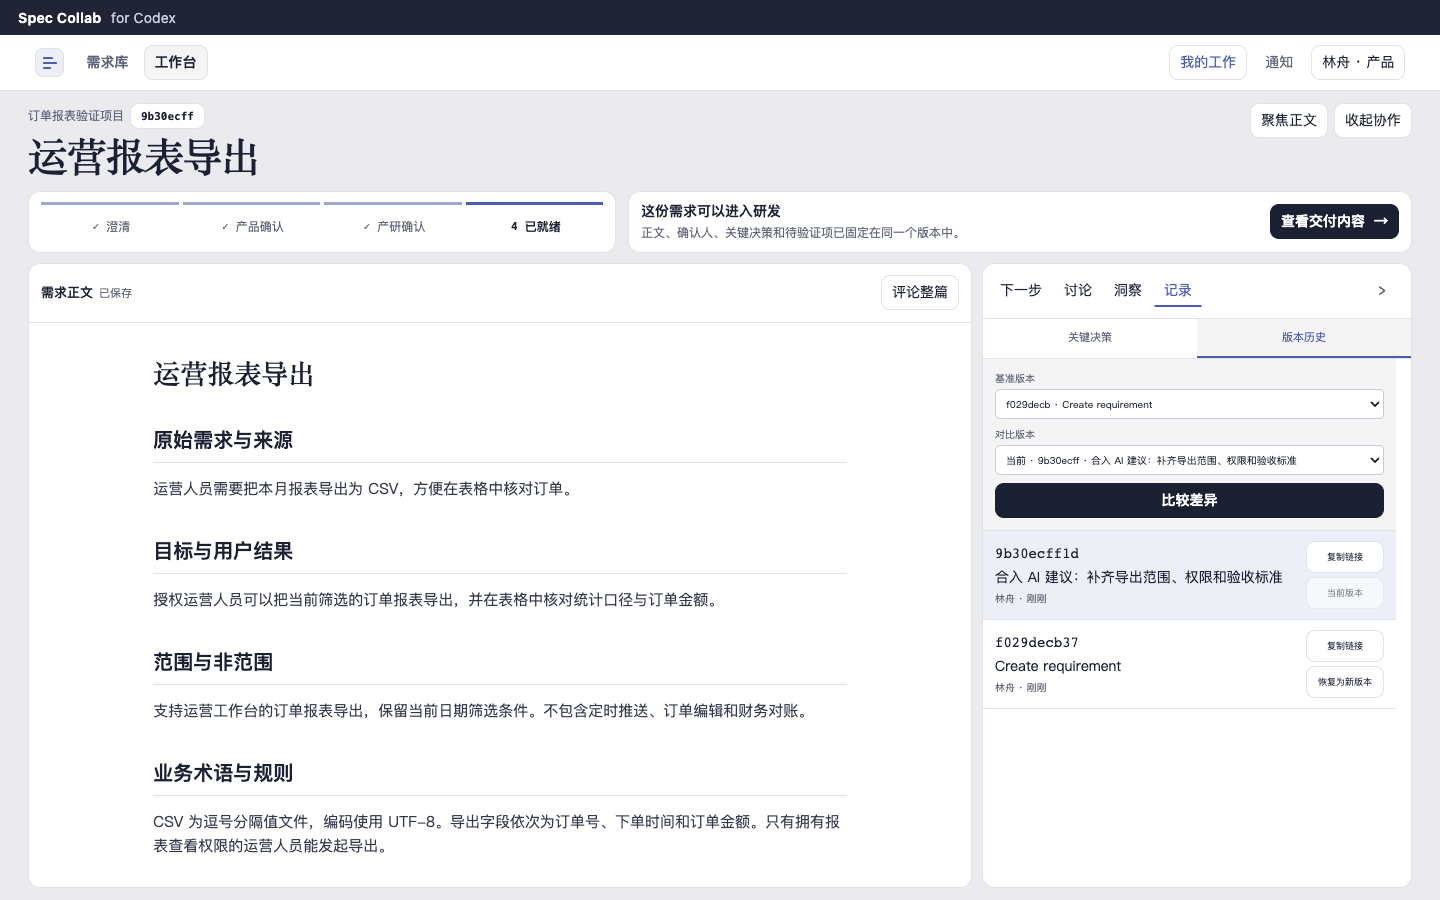 Spec Collab for Codex
需求库 工作台 我的工作 通知 林舟 · 产品
订单报表验证项目 9b30ecff
聚焦正文 收起协作
运营报表导出
✓ 澄清 ✓ 产品确认 ✓ 产研确认 4 已就绪
这份需求可以进入研发
正文、确认人、关键决策和待验证项已固定在同一个版本中。
查看交付内容 →
需求正文 已保存 评论整篇
运营报表导出
原始需求与来源
运营人员需要把本月报表导出为 CSV，方便在表格中核对订单。
目标与用户结果
授权运营人员可以把当前筛选的订单报表导出，并在表格中核对统计口径与订单金额。
范围与非范围
支持运营工作台的订单报表导出，保留当前日期筛选条件。不包含定时推送、订单编辑和财务对账。
业务术语与规则
CSV 为逗号分隔值文件，编码使用 UTF-8。导出字段依次为订单号、下单时间和订单金额。只有拥有报
表查看权限的运营人员能发起导出。
下一步 讨论 洞察 记录 >
关键决策 版本历史
基准版本
f029decb · Create requirement
对比版本
当前 · 9b30ecff · 合入 AI 建议：补齐导出范围、权限和验收标准
比较差异
9b30ecff1d
合入 AI 建议：补齐导出范围、权限和验收标准
林舟 · 刚刚
复制链接
当前版本
f029decb37
Create requirement
林舟 · 刚刚
复制链接
恢复为新版本